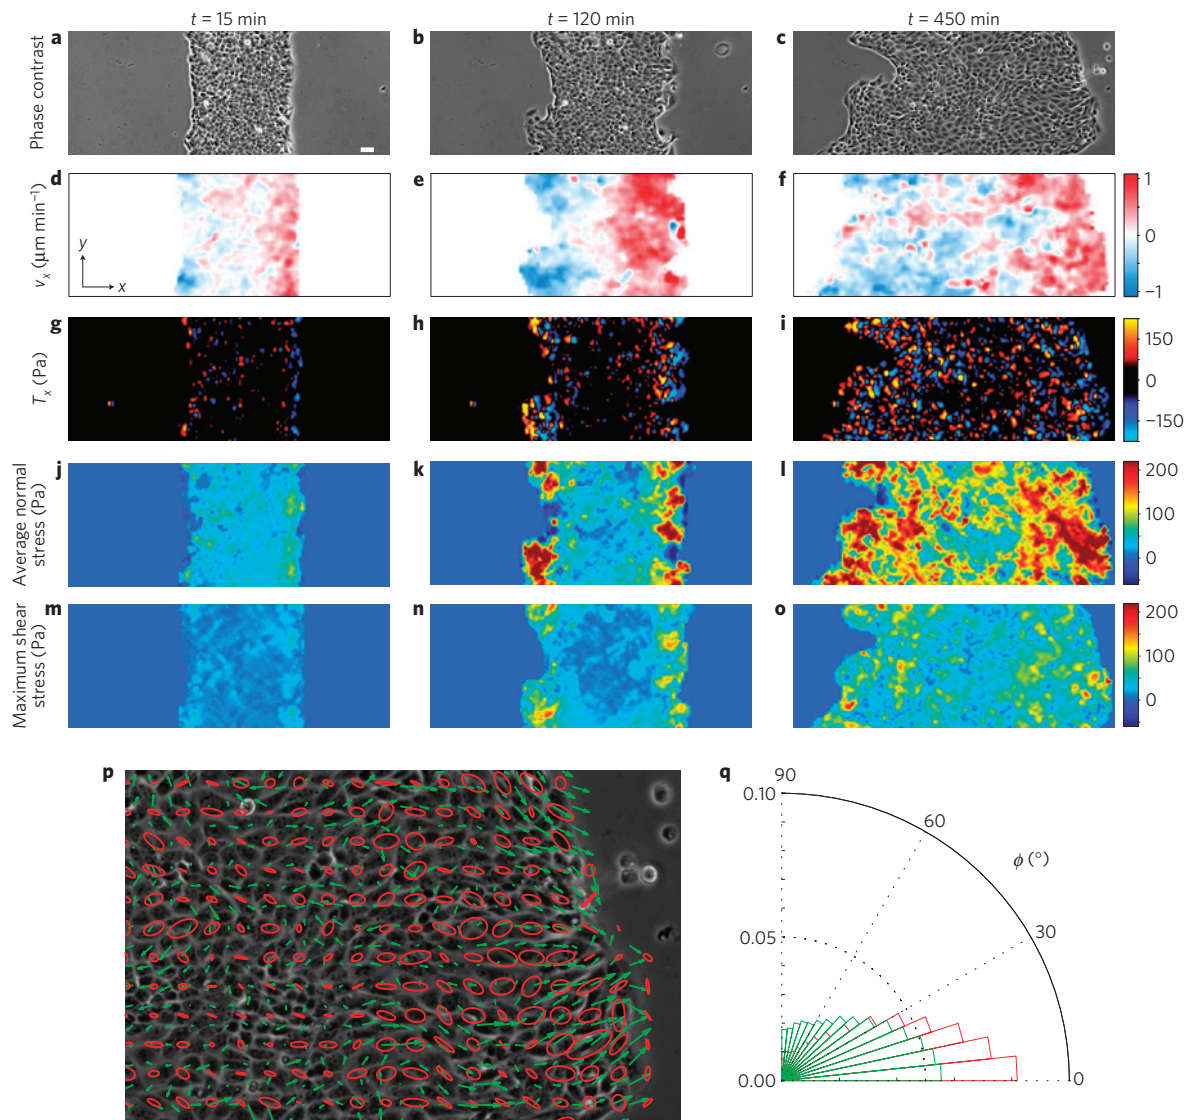 t = 15 min
t = 120 min
t = 450 min
a
b
c
Phase contrast
d
e
f
vx (μm min−1)
y
x
1
0
−1
g
h
i
Tx (Pa)
150
0
−150
j
k
l
Average normal
stress (Pa)
200
100
0
m
n
o
Maximum shear
stress (Pa)
200
100
0
p
q
90
0.10
60
ϕ (°)
0.05
30
0.00
0